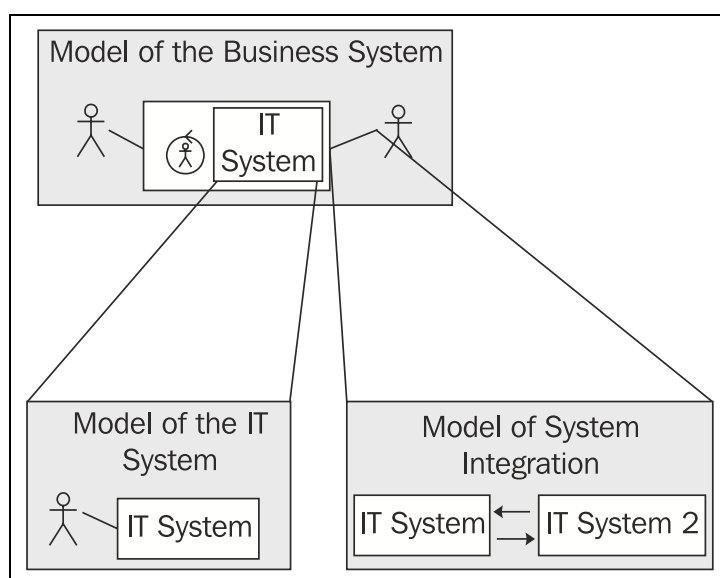 Model of the Business System
IT
System
Model of the IT
System
IT System
Model of System
Integration
IT System
IT System 2